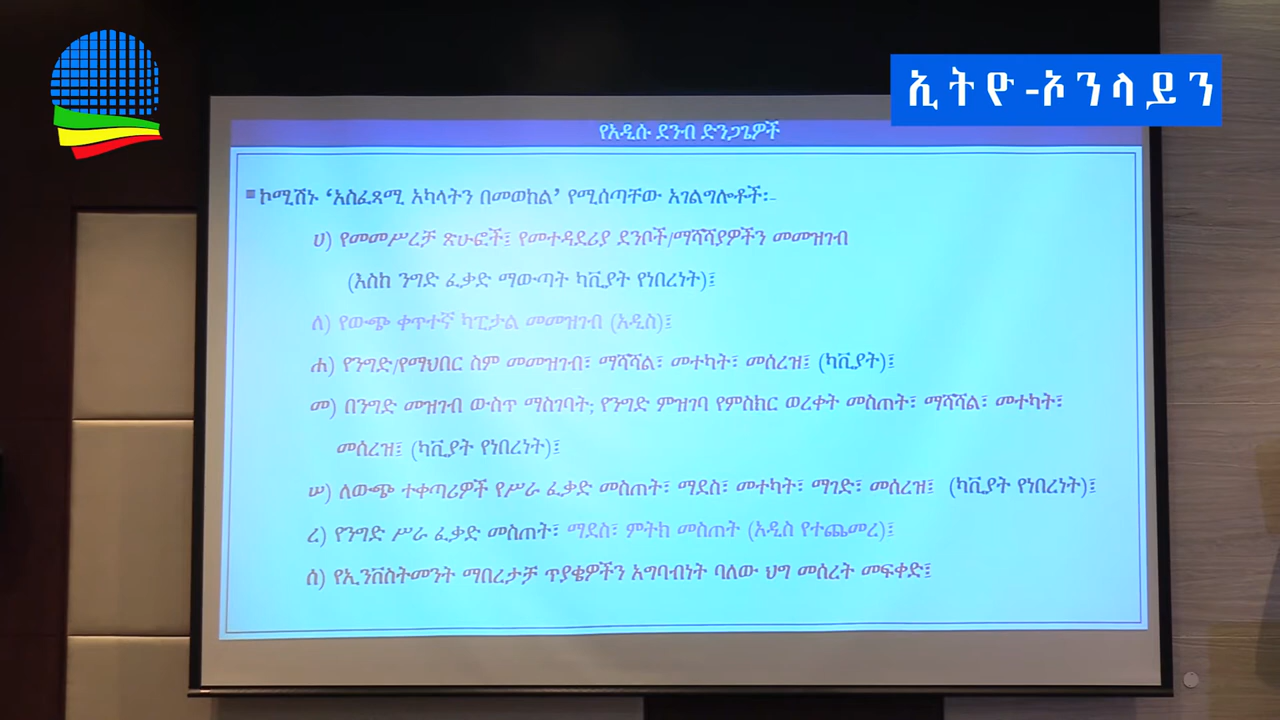 ኢትዮ-ኦንላይን
የአዲሱ ደንብ ድንጋጌዎች
ኮሚሽኑ ‘አስፈጻሚ አካላትን በመወከል’ የሚሰጣቸው አገልግሎቶች፡-
ሀ) የመመሥረቻ ጽሁፎች፤ የመተዳደሪያ ደንቦች/ማሻሻያዎችን መመዝገብ
(እስከ ንግድ ፈቃድ ማውጣት ካቪያት የነበረነት)፤
ለ) የውጭ ቀጥተኛ ካፒታል መመዝገብ (አዲስ)፤
ሐ) የንግድ/የማህበር ስም መመዝገብ፣ ማሻሻል፣ መተካት፣ መሰረዝ፤ (ካቪያት)፤
መ) በንግድ መዝገብ ውስጥ ማስገባት; የንግድ ምዝገባ የምስክር ወረቀት መስጠት፣ ማሻሻል፣ መተካት፣
መሰረዝ፤ (ካቪያት የነበረነት)፤
ሠ) ለውጭ ተቀጣሪዎች የሥራ ፈቃድ መስጠት፣ ማደስ፣ መተካት፣ ማገድ፣ መሰረዝ፤ (ካቪያት የነበረነት)፤
ረ) የንግድ ሥራ ፈቃድ መስጠት፣ ማደስ፣ ምትክ መስጠት (አዲስ የተጨመረ)፤
ሰ) የኢንቨስትመንት ማበረታቻ ጥያቄዎችን አግባብነት ባለው ህግ መሰረት መፍቀድ፤